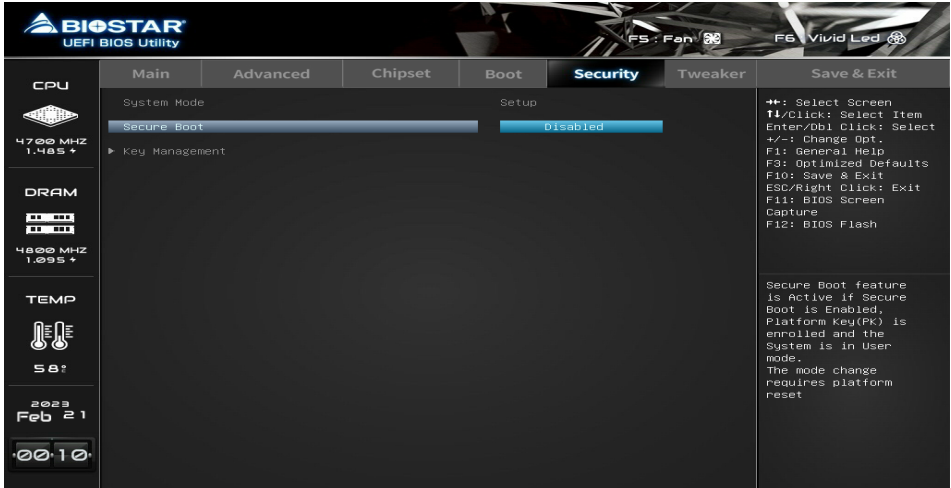 BIOSTAR®
UEFI BIOS Utility
F5 : Fan
F6 : Vivid Led
Main Advanced Chipset Boot Security Tweaker Save & Exit
CPU
4700 MHZ
1.485
DRAM
4800 MHZ
1.095
TEMP
58°C
2023
Feb 21
00:10
System Mode Setup
Secure Boot Disabled
Key Management
→←: Select Screen
↑↓/Click: Select Item
Enter/Dbl Click: Select
+/-: Change Opt.
F1: General Help
F3: Optimized Defaults
F10: Save & Exit
ESC/Right Click: Exit
F11: BIOS Screen
Capture
F12: BIOS Flash
Secure Boot feature
is Active if Secure
Boot is Enabled,
Platform Key(PK) is
enrolled and the
System is in User
mode.
The mode change
requires platform
reset